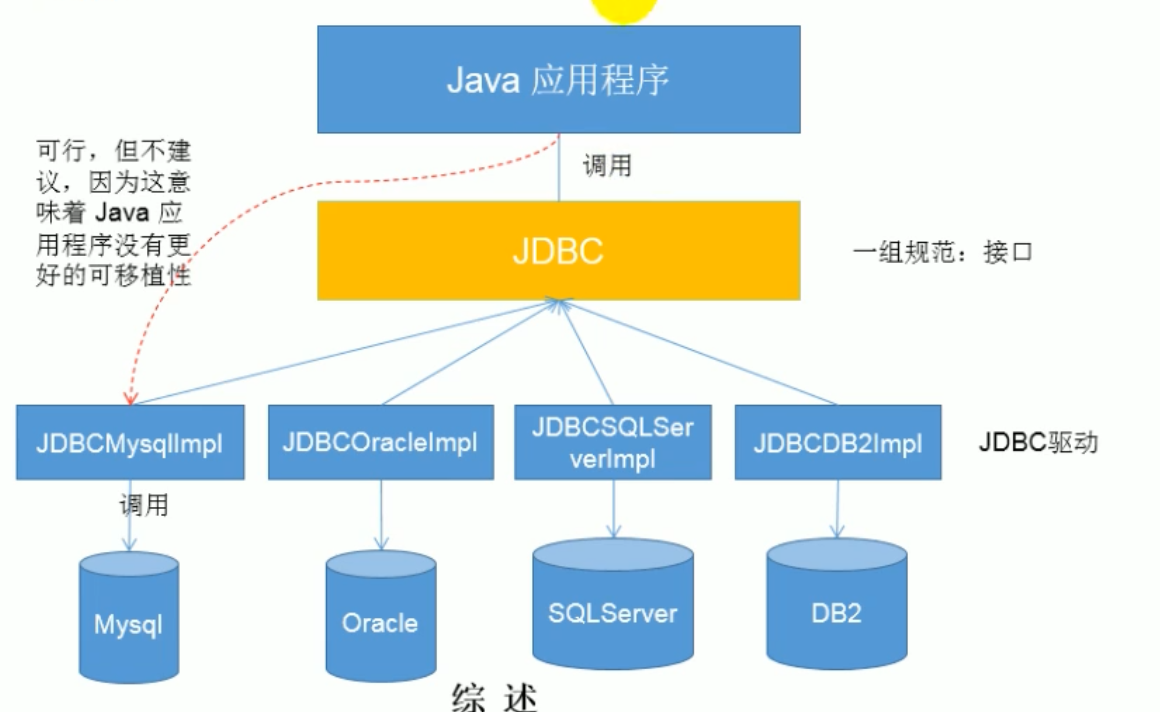 Java 应用程序
可行，但不建
议，因为这意
味着 Java 应
用程序没有更
好的可移植性
调用
JDBC
一组规范：接口
JDBCMysqlImpl
JDBCOracleImpl
JDBCSQLSer
verImpl
JDBCDB2Impl
JDBC驱动
调用
Mysql
Oracle
SQLServer
DB2
综 述